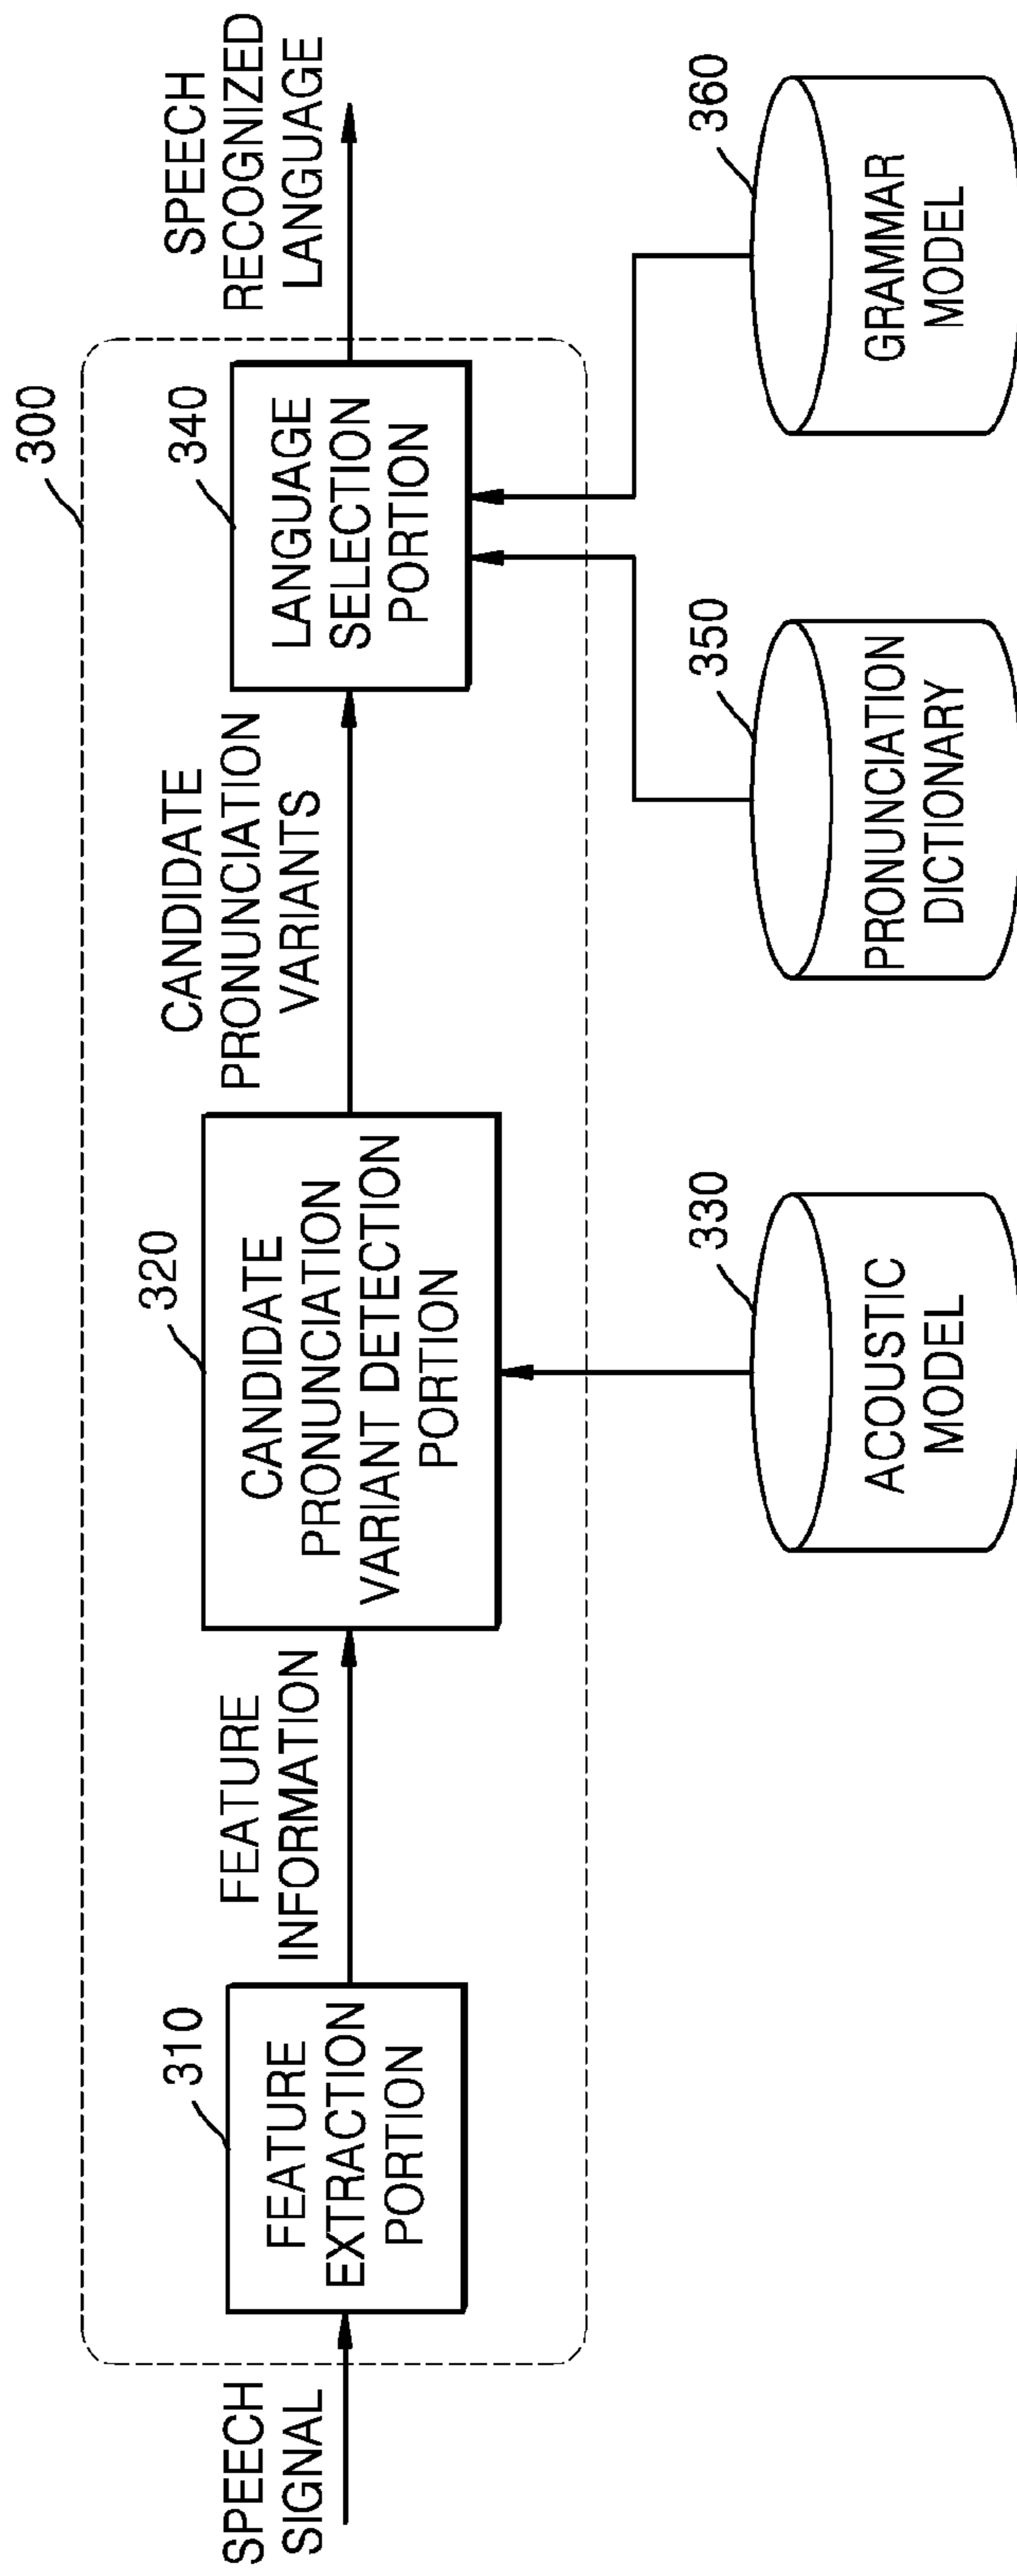 300
SPEECH
SIGNAL
310
FEATURE
EXTRACTION
PORTION
FEATURE
INFORMATION
320
CANDIDATE
PRONUNCIATION
VARIANT DETECTION
PORTION
CANDIDATE
PRONUNCIATION
VARIANTS
340
LANGUAGE
SELECTION
PORTION
SPEECH
RECOGNIZED
LANGUAGE
330
ACOUSTIC
MODEL
350
PRONUNCIATION
DICTIONARY
360
GRAMMAR
MODEL